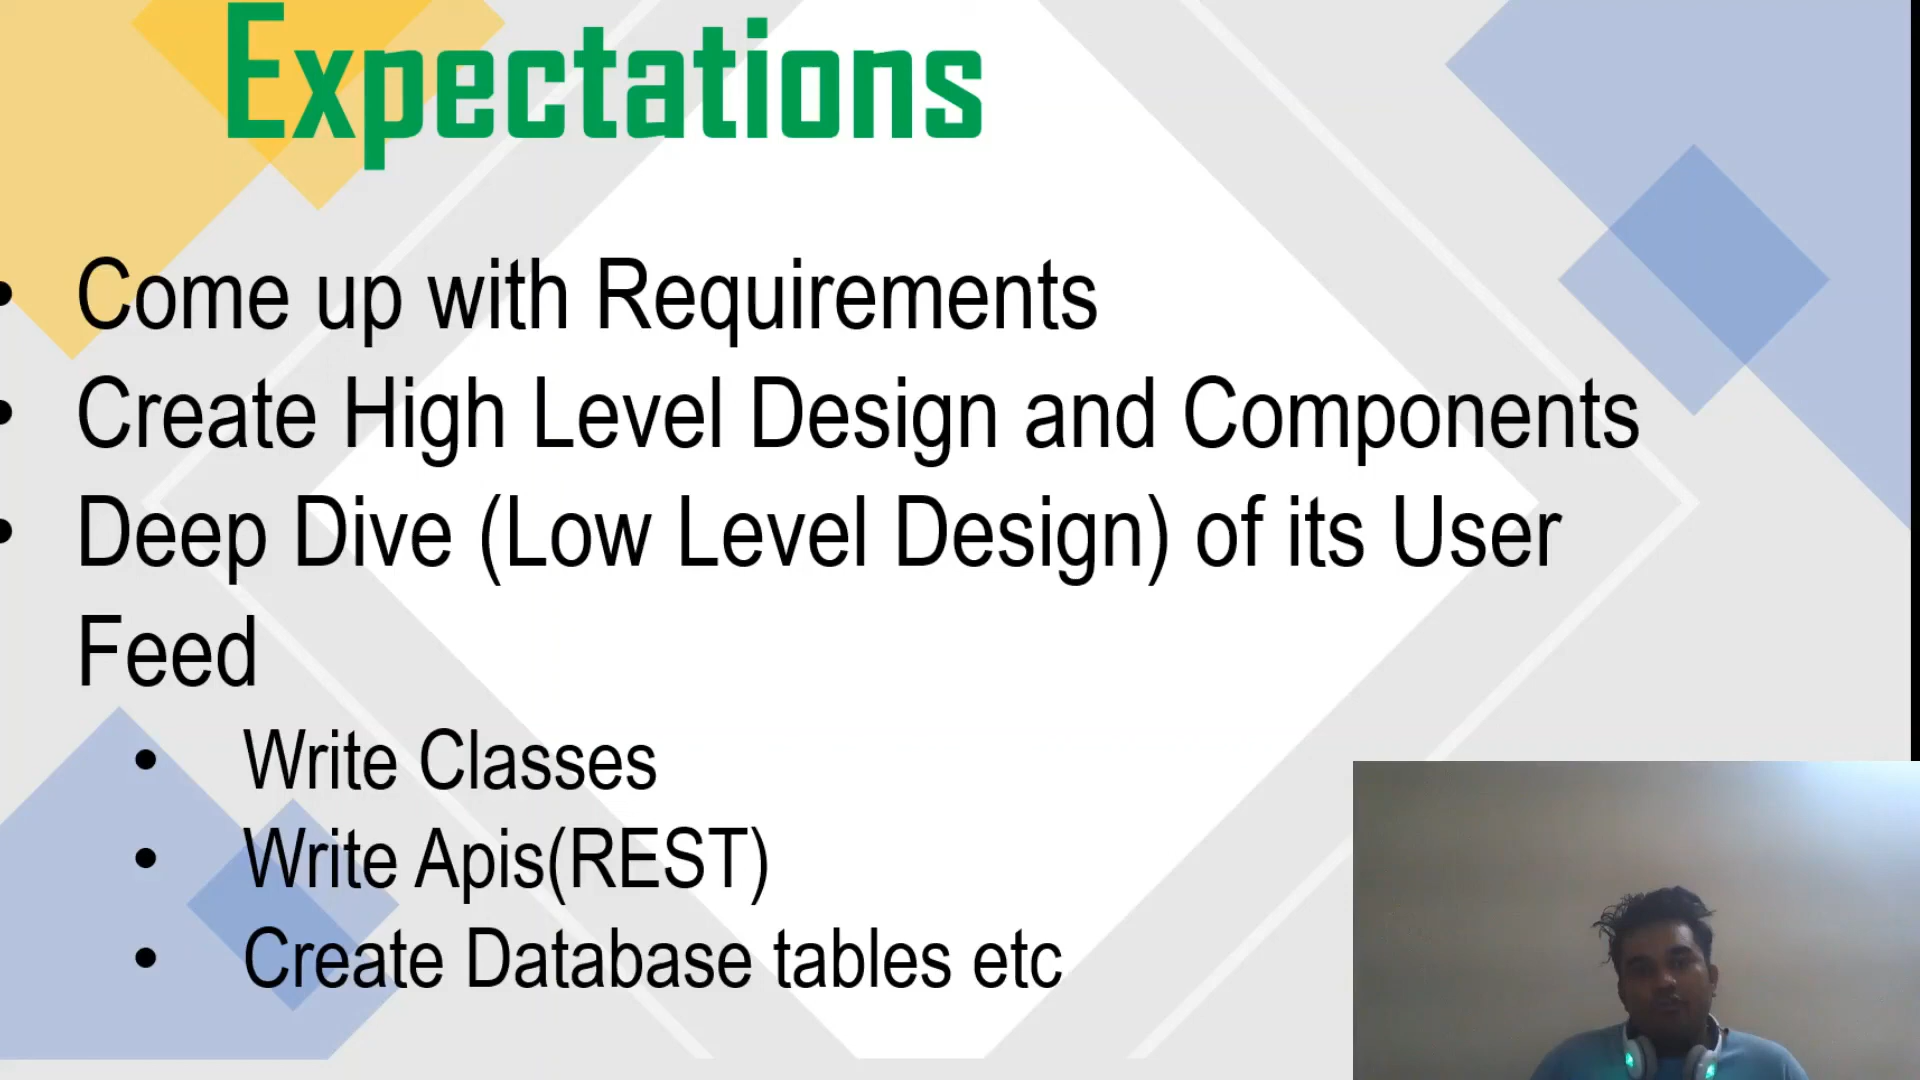 Expectations
• Come up with Requirements
• Create High Level Design and Components
• Deep Dive (Low Level Design) of its User
Feed
• Write Classes
• Write Apis(REST)
• Create Database tables etc